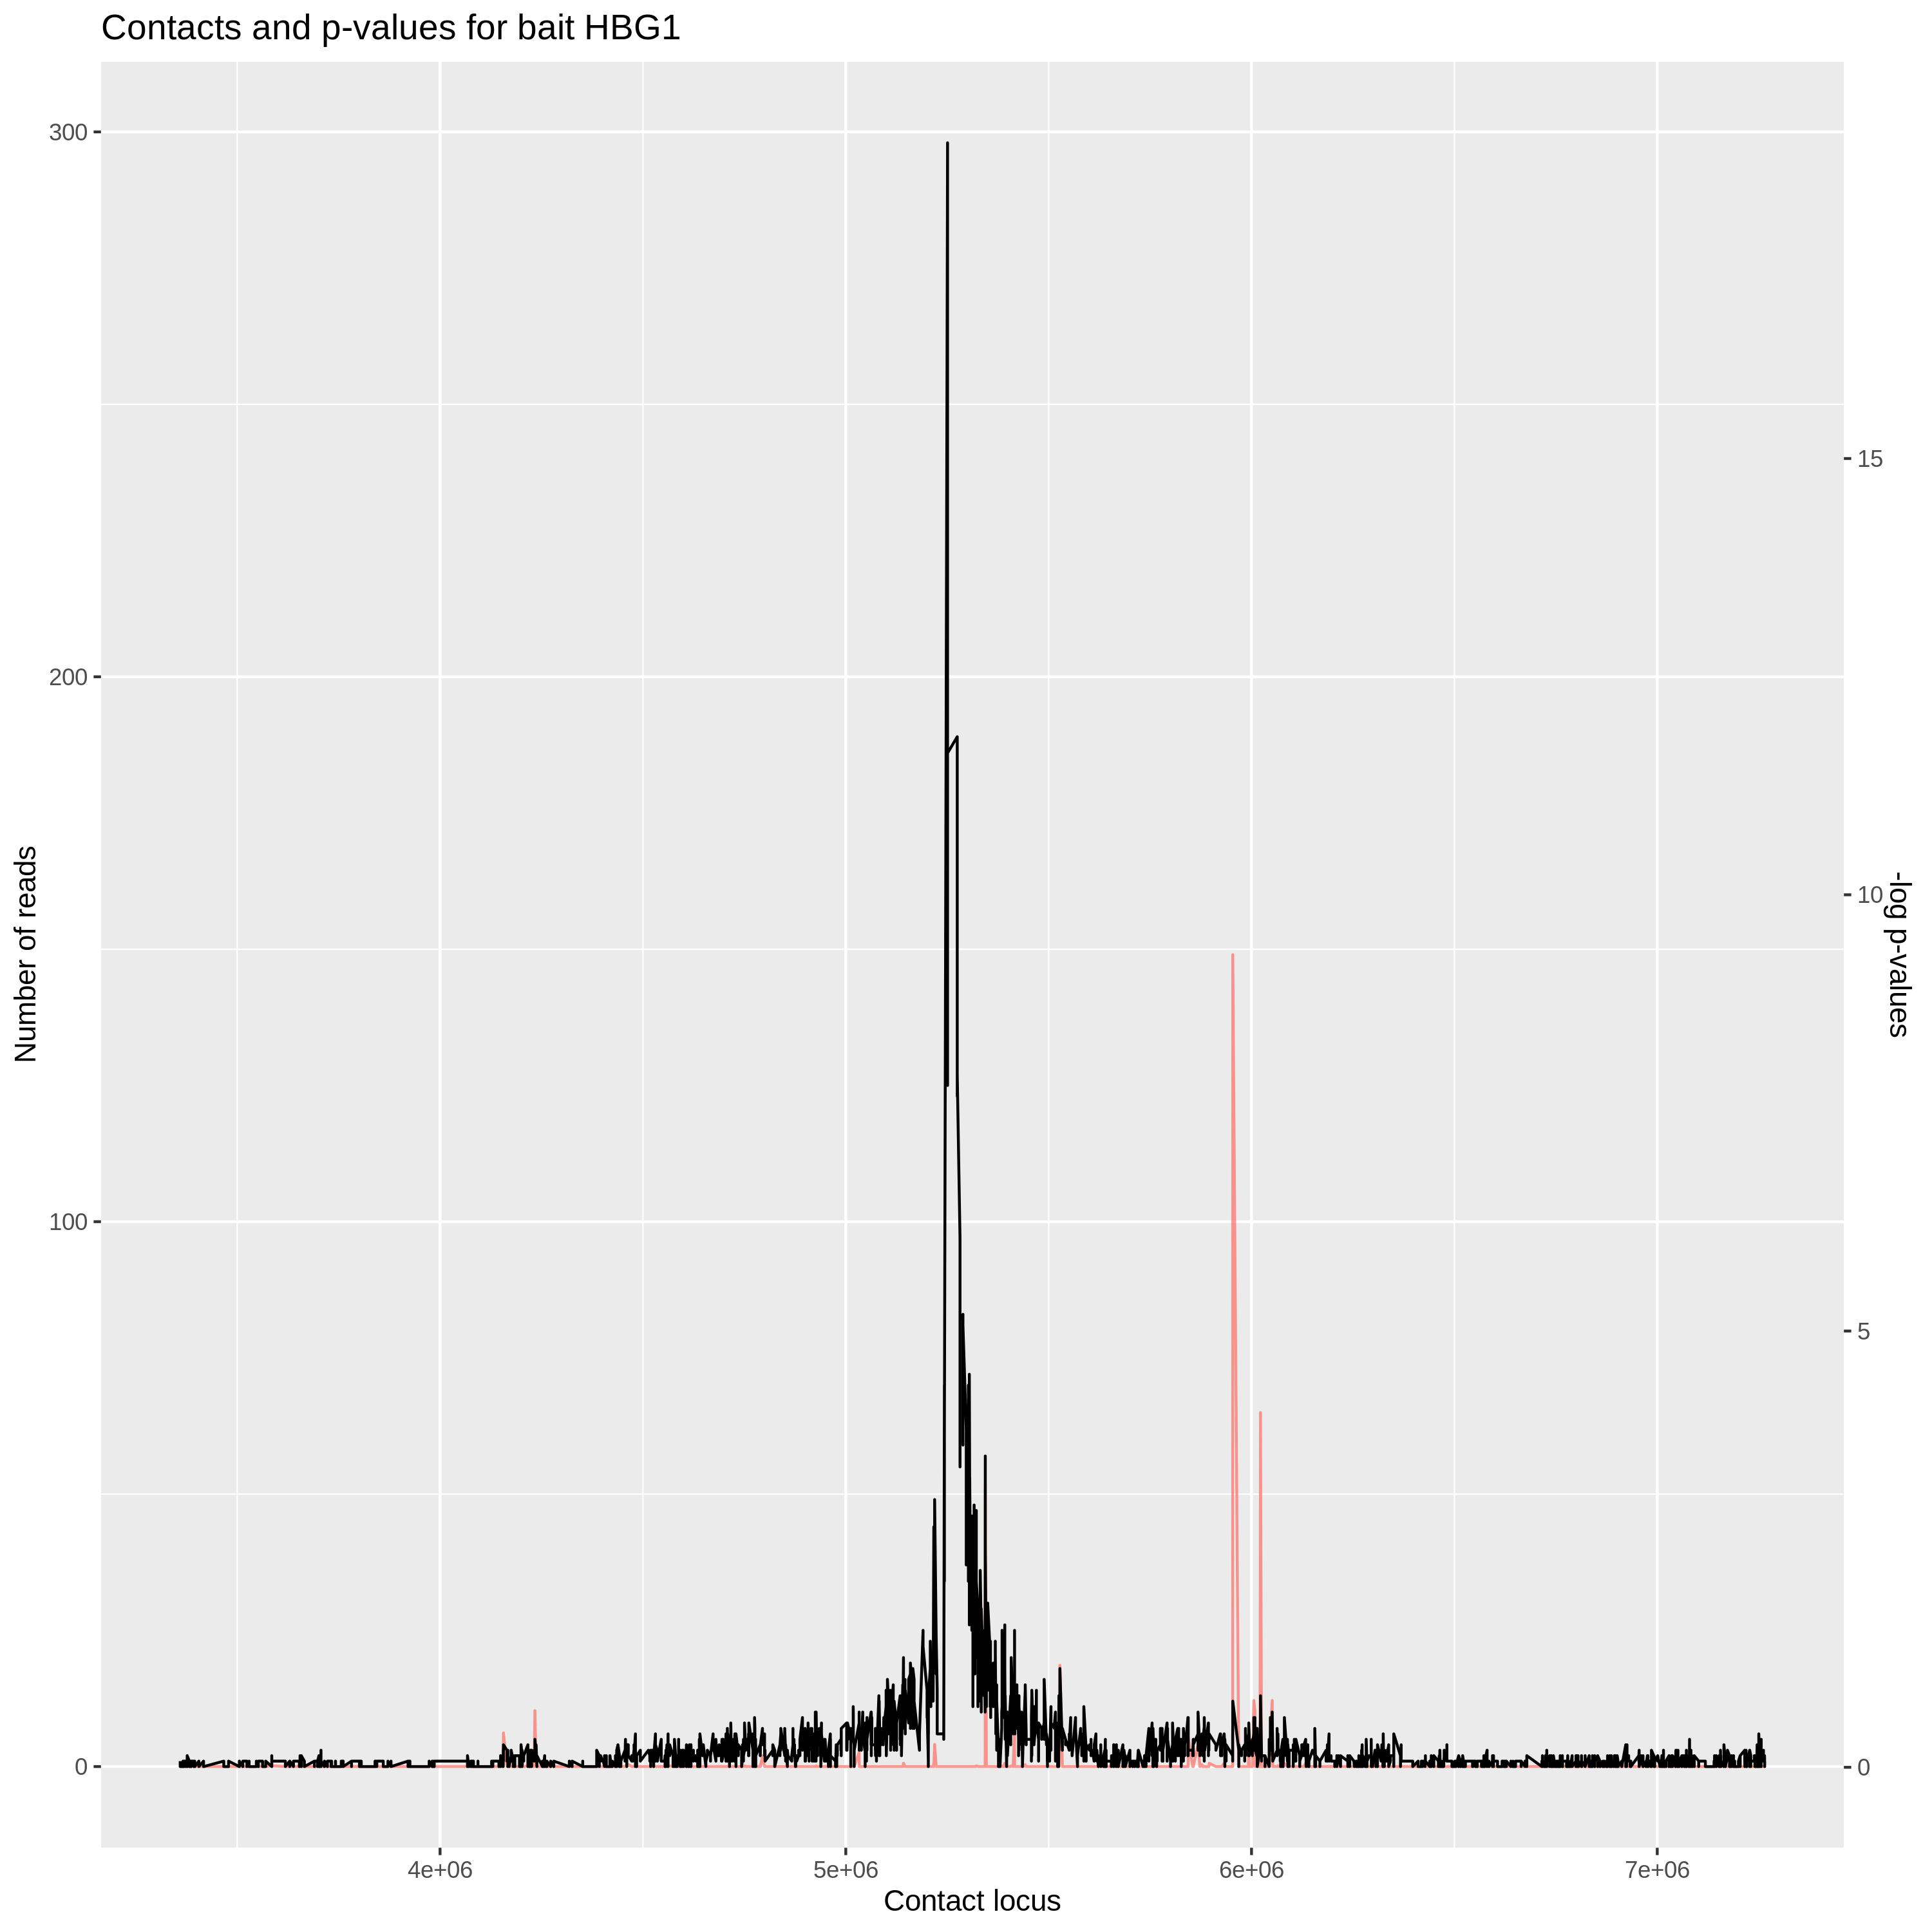 Contacts and p-values for bait HBG1
300
200
100
0
Number of reads
15
10
5
0
-log p-values
4e+06 5e+06 6e+06 7e+06
Contact locus